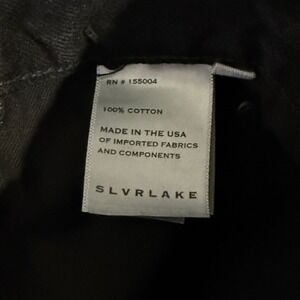 RN # 155004
100% COTTON
MADE IN THE USA
OF IMPORTED FABRICS
AND COMPONENTS
SLVRLAKE